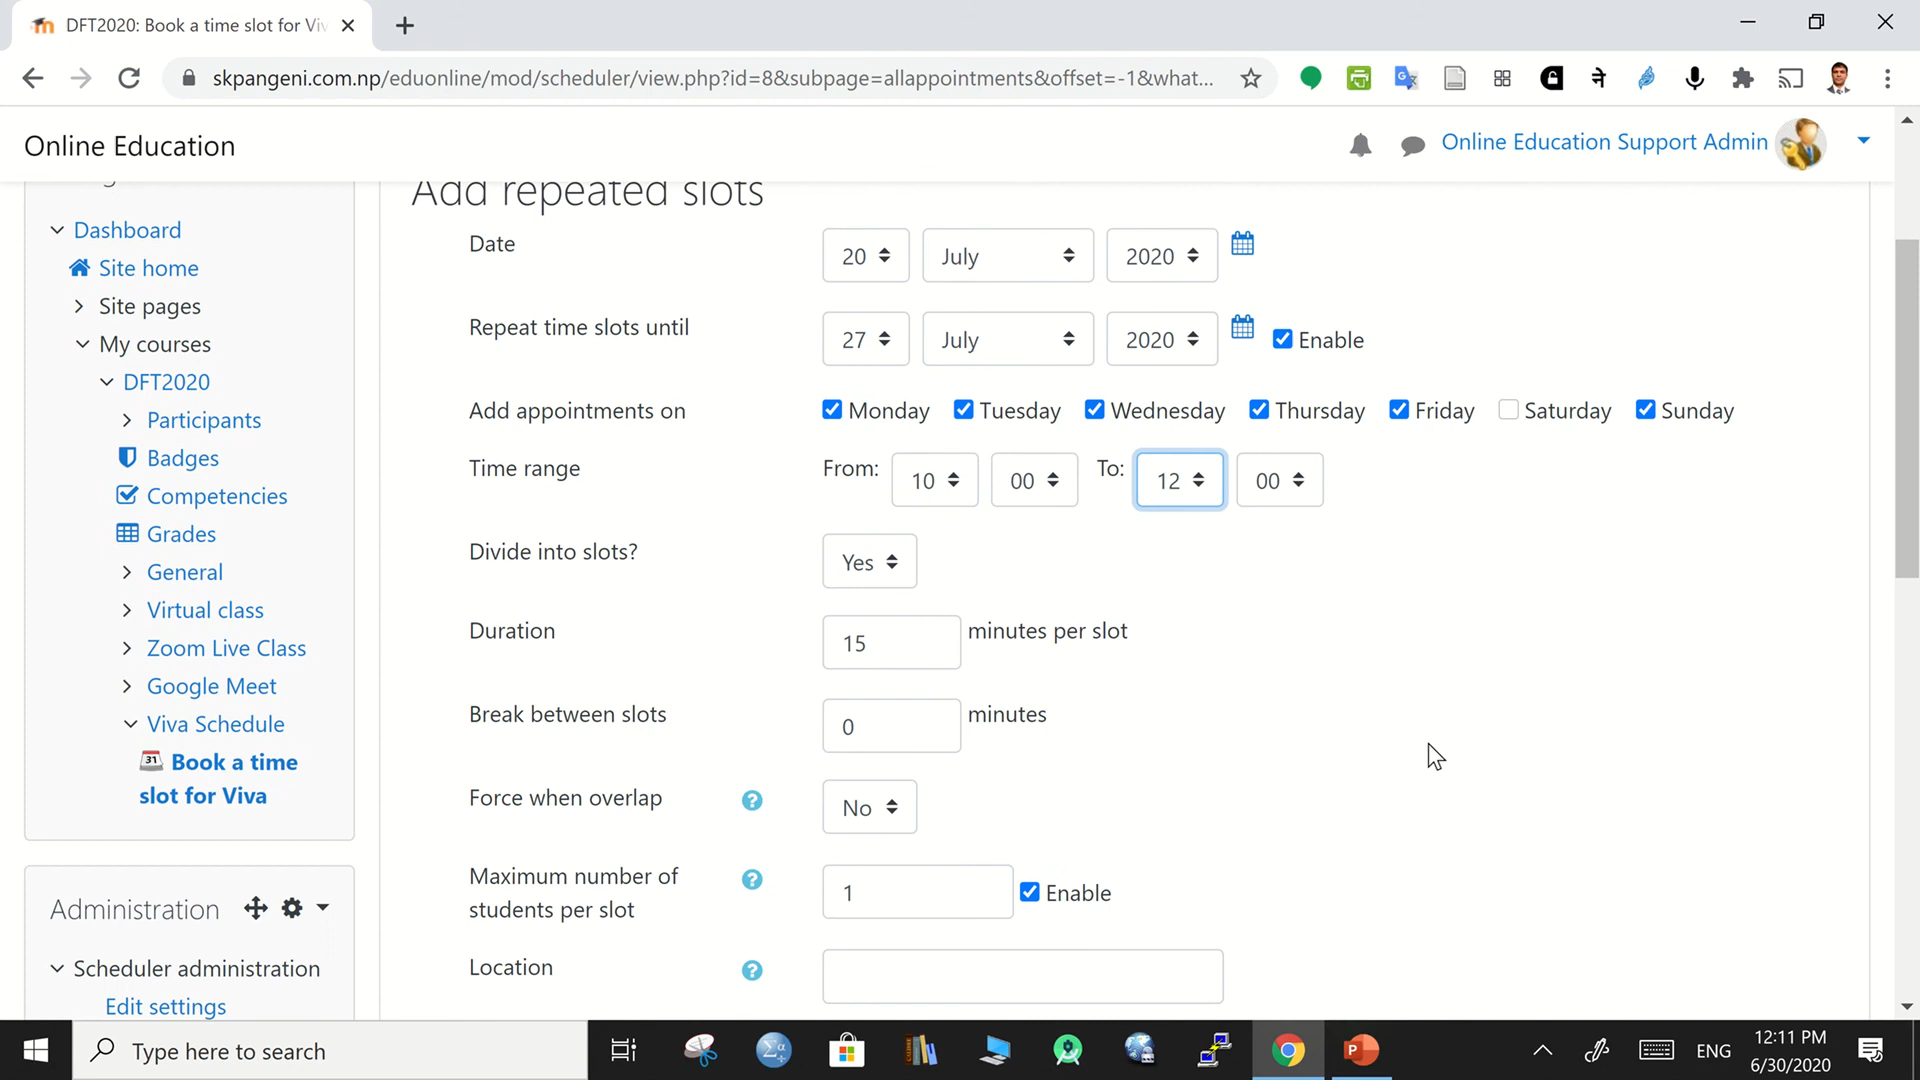 DFT2020: Book a time slot for Viv
skpangeni.com.np/eduonline/mod/scheduler/view.php?id=8&subpage=allappointments&offset=-1&what...
Online Education
Online Education Support Admin
Dashboard
Site home
Site pages
My courses
DFT2020
Participants
Badges
Competencies
Grades
General
Virtual class
Zoom Live Class
Google Meet
Viva Schedule
31 Book a time
slot for Viva
Administration
Scheduler administration
Edit settings
Add repeated slots
Date 20 July 2020
Repeat time slots until 27 July 2020 Enable
Add appointments on Monday Tuesday Wednesday Thursday Friday Saturday Sunday
Time range From: 10 00 To: 12 00
Divide into slots? Yes
Duration 15 minutes per slot
Break between slots 0 minutes
Force when overlap ? No
Maximum number of
students per slot ? 1 Enable
Location ?
Type here to search
ENG
12:11 PM
6/30/2020